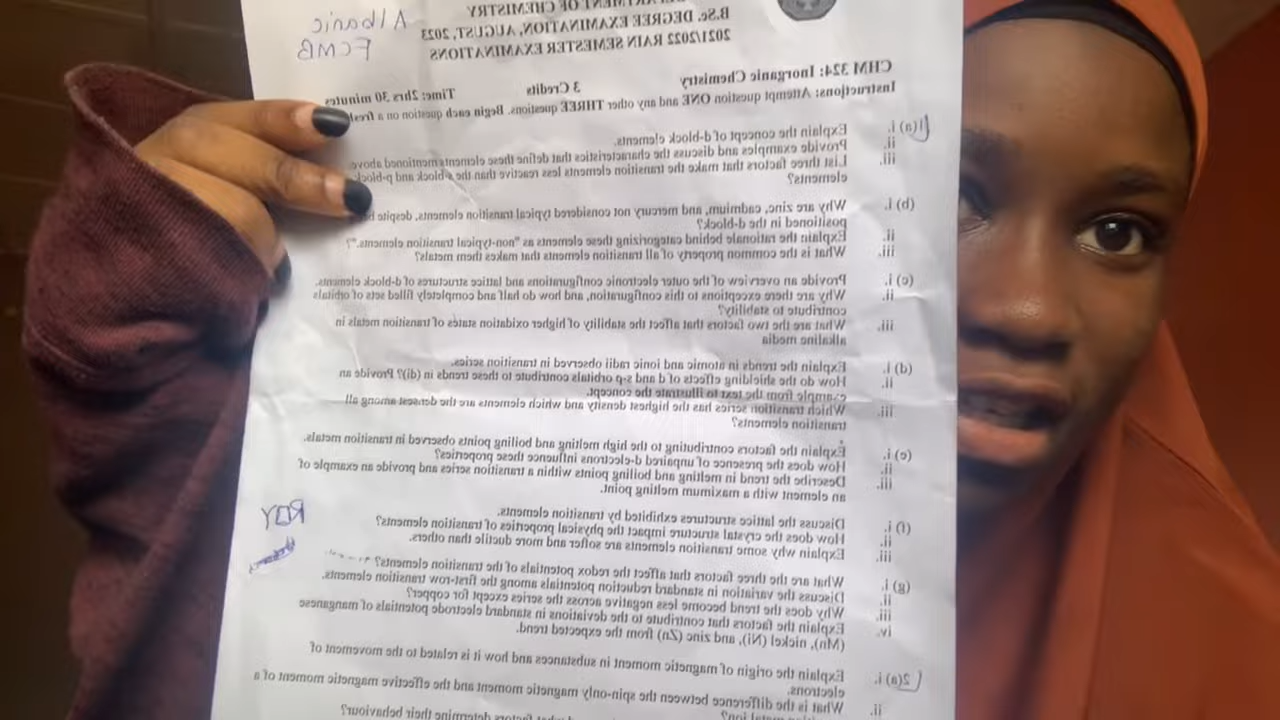 Albanic
FCMB
DEPARTMENT OF CHEMISTRY
B.Sc. DEGREE EXAMINATION, AUGUST, 2023
2021/2022 RAIN SEMESTER EXAMINATIONS
CHM 324: Inorganic Chemistry 3 Credits Time: 2hrs 30 minutes
Instructions: Attempt question ONE and any other THREE questions. Begin each question on a fresh
1(a) i. Explain the concept of d-block elements.
ii. Provide examples and discuss the characteristics that define these elements mentioned above
iii. List three factors that make the transition elements less reactive than the s-block and p-block
elements?
(b) i. Why are zinc, cadmium, and mercury not considered typical transition elements, despite
positioned in the d-block?
ii. Explain the rationale behind categorizing these elements as "non-typical transition elements."?
iii. What is the common property of all transition elements that makes them metals?
(c) i. Provide an overview of the outer electronic configurations and lattice structures of d-block elements.
ii. Why are there exceptions to this configuration, and how do half and completely filled sets of orbitals
contribute to stability?
iii. What are the two factors that affect the stability of higher oxidation states of transition metals in
alkaline media
(d) i. Explain the trends in atomic and ionic radii observed in transition series.
ii. How do the shielding effects of d and s-p orbitals contribute to these trends in (di)? Provide an
example from the text to illustrate the concept.
iii. Which transition series has the highest density and which elements are the densest among all
transition elements?
(e) i. Explain the factors contributing to the high melting and boiling points observed in transition metals.
ii. How does the presence of unpaired d-electrons influence these properties?
iii. Describe the trend in melting and boiling points within a transition series and provide an example of
an element with a maximum melting point.
(f) i. Discuss the lattice structures exhibited by transition elements.
ii. How does the crystal structure impact the physical properties of transition elements?
iii. Explain why some transition elements are softer and more ductile than others.
(g) i. What are the three factors that affect the redox potentials of the transition elements?
ii. Discuss the variation in standard reduction potentials among the first-row transition elements.
iii. Why does the trend become less negative across the series except for copper?
iv. Explain the factors that contribute to the deviations in standard electrode potentials of manganese
(Mn), nickel (Ni), and zinc (Zn) from the expected trend.
2(a) i. Explain the origin of magnetic moment in substances and how it is related to the movement of
electrons.
ii. What is the difference between the spin-only magnetic moment and the effective magnetic moment of a
metal ion?
what factors determine their behaviour?